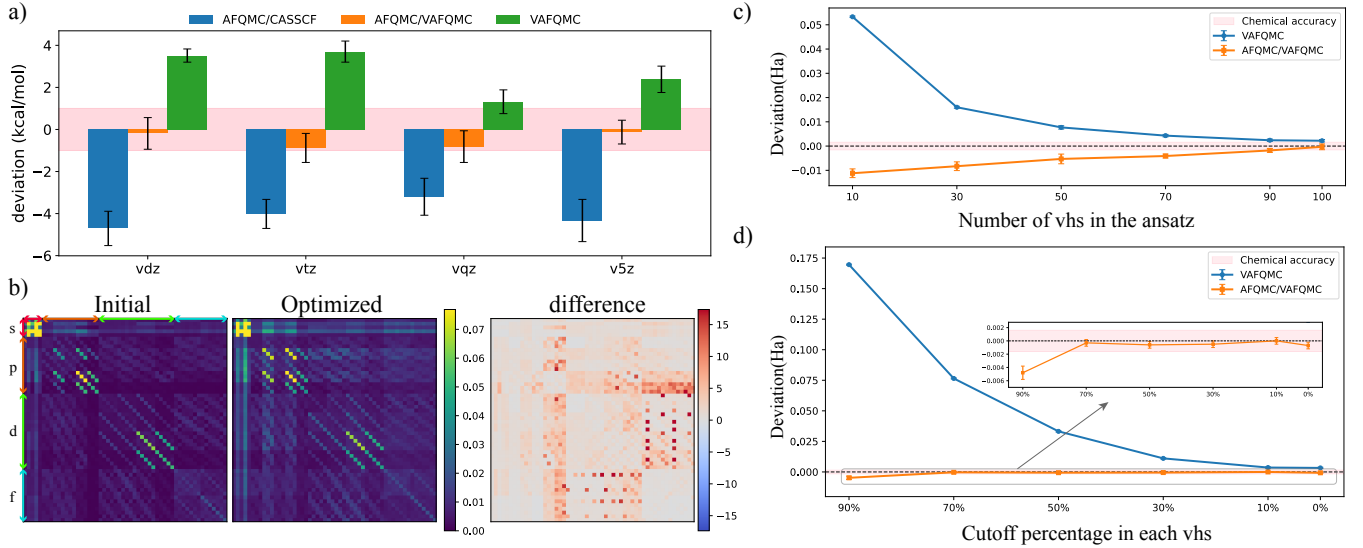 a)
AFQMC/CASSCF
AFQMC/VAFQMC
VAFQMC
deviation (kcal/mol)
4
2
0
−2
−4
−6
vdz
vtz
vqz
v5z
b)
Initial
Optimized
difference
s
p
d
f
0.07
0.06
0.05
0.04
0.03
0.02
0.01
0.00
15
10
5
0
−5
−10
−15
c)
Chemical accuracy
VAFQMC
AFQMC/VAFQMC
Deviation(Ha)
0.05
0.04
0.03
0.02
0.01
0.00
−0.01
10
30
50
70
90
100
Number of vhs in the ansatz
d)
Chemical accuracy
VAFQMC
AFQMC/VAFQMC
Deviation(Ha)
0.175
0.150
0.125
0.100
0.075
0.050
0.025
0.000
0.002
0.000
−0.002
−0.004
−0.006
90%
70%
50%
30%
10%
0%
90%
70%
50%
30%
10%
0%
Cutoff percentage in each vhs